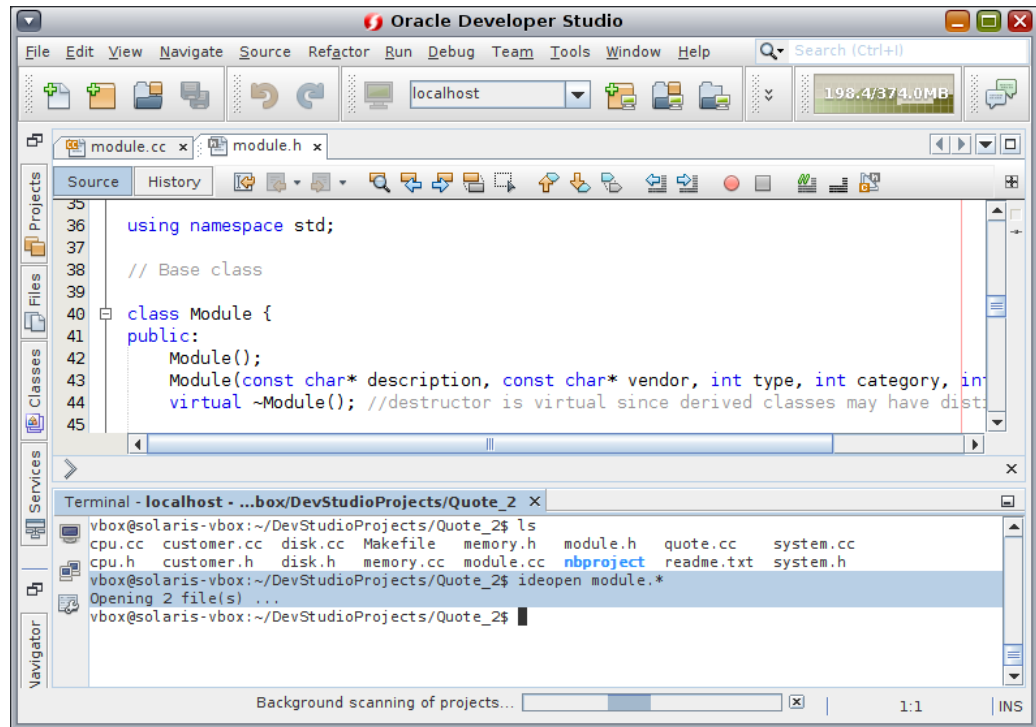 Oracle Developer Studio
File Edit View Navigate Source Refactor Run Debug Team Tools Window Help Search (Ctrl+I)
localhost 198.4/374.0MB
module.cc x module.h x
Source History
Projects
Files
Classes
Services
Navigator
35
36 using namespace std;
37
38 // Base class
39
40 class Module {
41 public:
42 Module();
43 Module(const char* description, const char* vendor, int type, int category, in
44 virtual ~Module(); //destructor is virtual since derived classes may have dist
45
Terminal - localhost - ...box/DevStudioProjects/Quote_2 X
vbox@solaris-vbox:~/DevStudioProjects/Quote_2$ ls
cpu.cc customer.cc disk.cc Makefile memory.h module.h quote.cc system.cc
cpu.h customer.h disk.h memory.cc module.cc nbproject readme.txt system.h
vbox@solaris-vbox:~/DevStudioProjects/Quote_2$ ideopen module.*
Opening 2 file(s) ...
vbox@solaris-vbox:~/DevStudioProjects/Quote_2$
Background scanning of projects... 1:1 INS